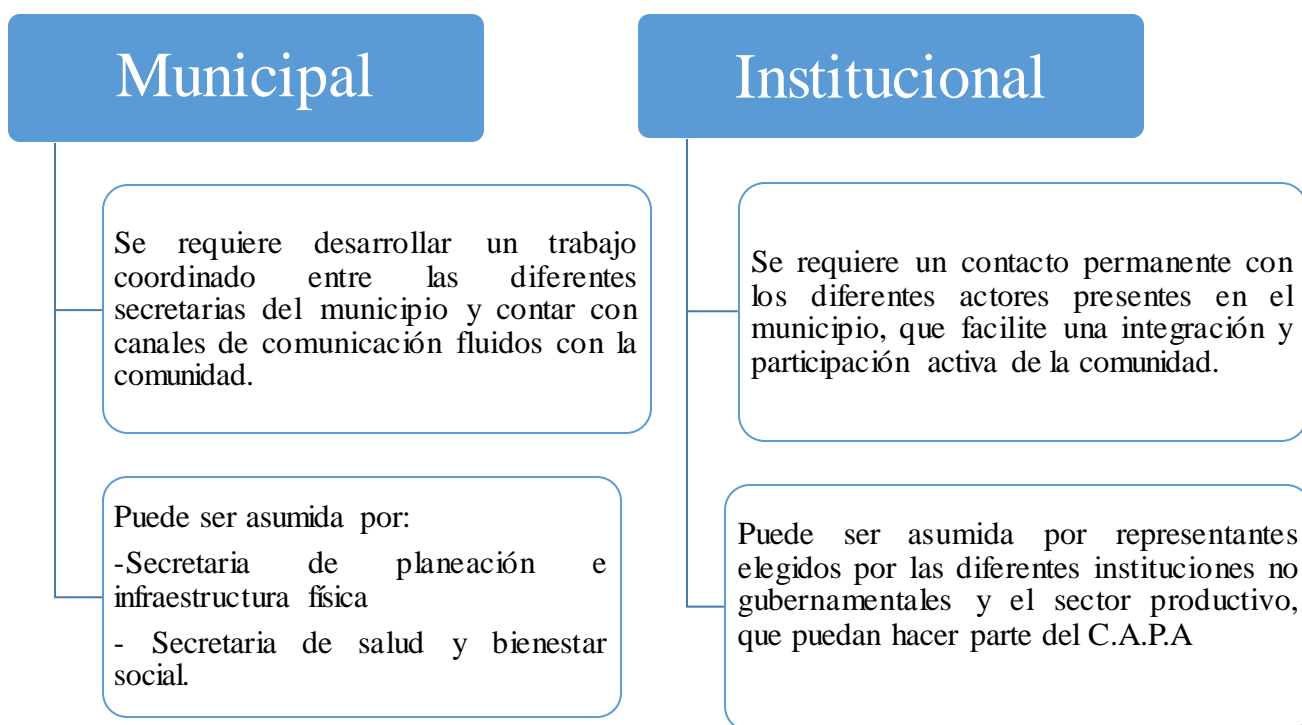 Municipal
Se requiere desarrollar un trabajo
coordinado entre las diferentes
secretarias del municipio y contar con
canales de comunicación fluidos con la
comunidad.
Puede ser asumida por:
-Secretaria de planeación e
infraestructura física
- Secretaria de salud y bienestar
social.
Institucional
Se requiere un contacto permanente con
los diferentes actores presentes en el
municipio, que facilite una integración y
participación activa de la comunidad.
Puede ser asumida por representantes
elegidos por las diferentes instituciones no
gubernamentales y el sector productivo,
que puedan hacer parte del C.A.P.A